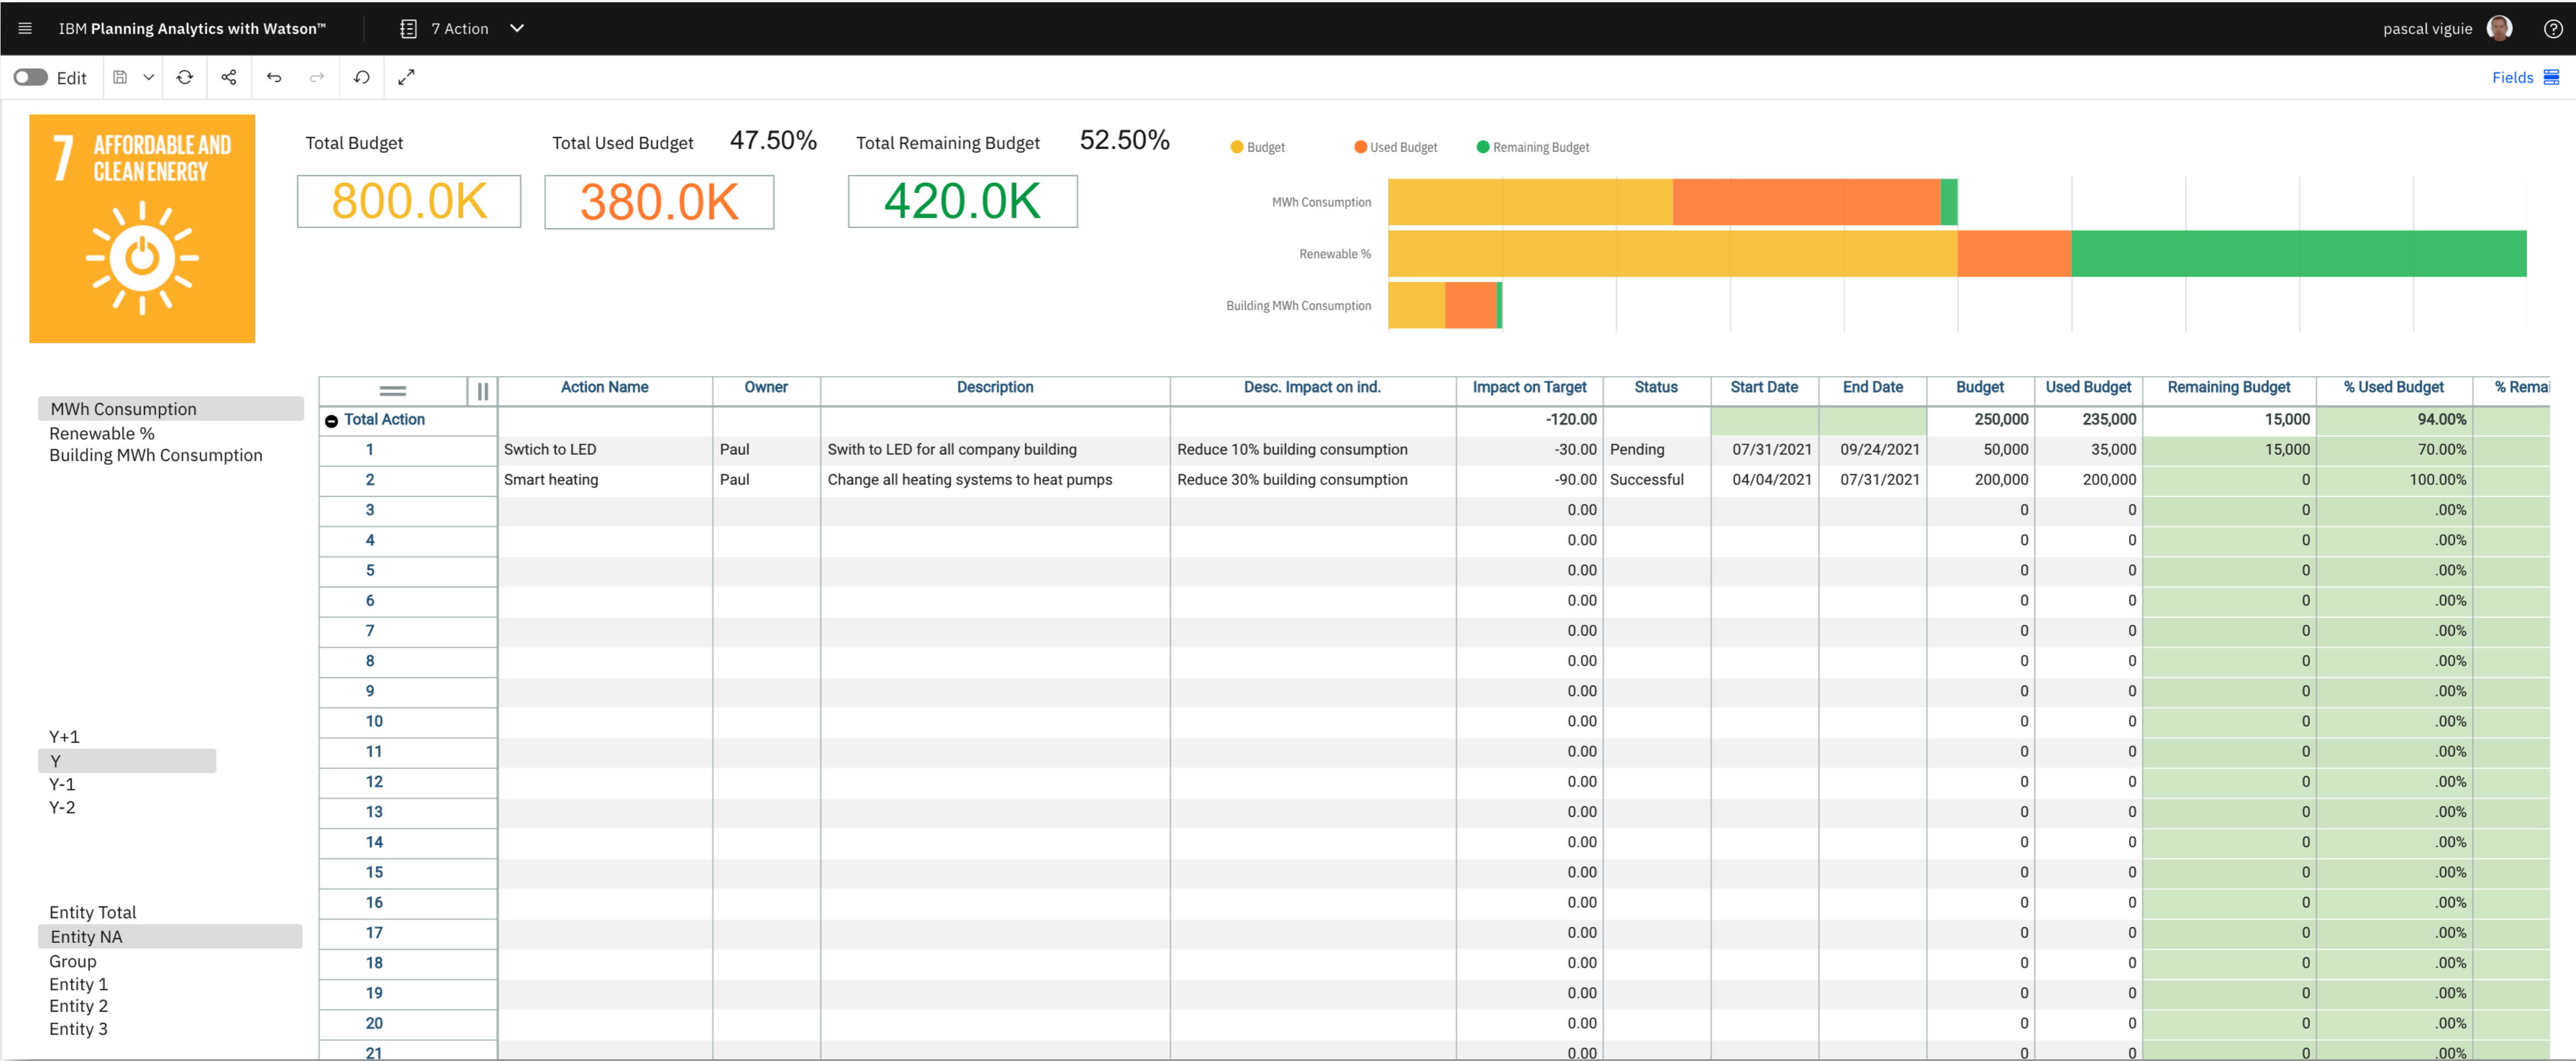 IBM Planning Analytics with Watson™ 7 Action pascal viguie
Edit Fields
7 AFFORDABLE AND CLEAN ENERGY
Total Budget Total Used Budget 47.50% Total Remaining Budget 52.50%
800.0K 380.0K 420.0K
Budget Used Budget Remaining Budget
MWh Consumption
Renewable %
Building MWh Consumption
MWh Consumption
Renewable %
Building MWh Consumption
Y+1
Y
Y-1
Y-2
Entity Total
Entity NA
Group
Entity 1
Entity 2
Entity 3
Action Name Owner Description Desc. Impact on ind. Impact on Target Status Start Date End Date Budget Used Budget Remaining Budget % Used Budget % Remai
Total Action -120.00 250,000 235,000 15,000 94.00%
1 Swtich to LED Paul Swith to LED for all company building Reduce 10% building consumption -30.00 Pending 07/31/2021 09/24/2021 50,000 35,000 15,000 70.00%
2 Smart heating Paul Change all heating systems to heat pumps Reduce 30% building consumption -90.00 Successful 04/04/2021 07/31/2021 200,000 200,000 0 100.00%
3 0.00 0 0 0 .00%
4 0.00 0 0 0 .00%
5 0.00 0 0 0 .00%
6 0.00 0 0 0 .00%
7 0.00 0 0 0 .00%
8 0.00 0 0 0 .00%
9 0.00 0 0 0 .00%
10 0.00 0 0 0 .00%
11 0.00 0 0 0 .00%
12 0.00 0 0 0 .00%
13 0.00 0 0 0 .00%
14 0.00 0 0 0 .00%
15 0.00 0 0 0 .00%
16 0.00 0 0 0 .00%
17 0.00 0 0 0 .00%
18 0.00 0 0 0 .00%
19 0.00 0 0 0 .00%
20 0.00 0 0 0 .00%
21 0.00 0 0 0 .00%